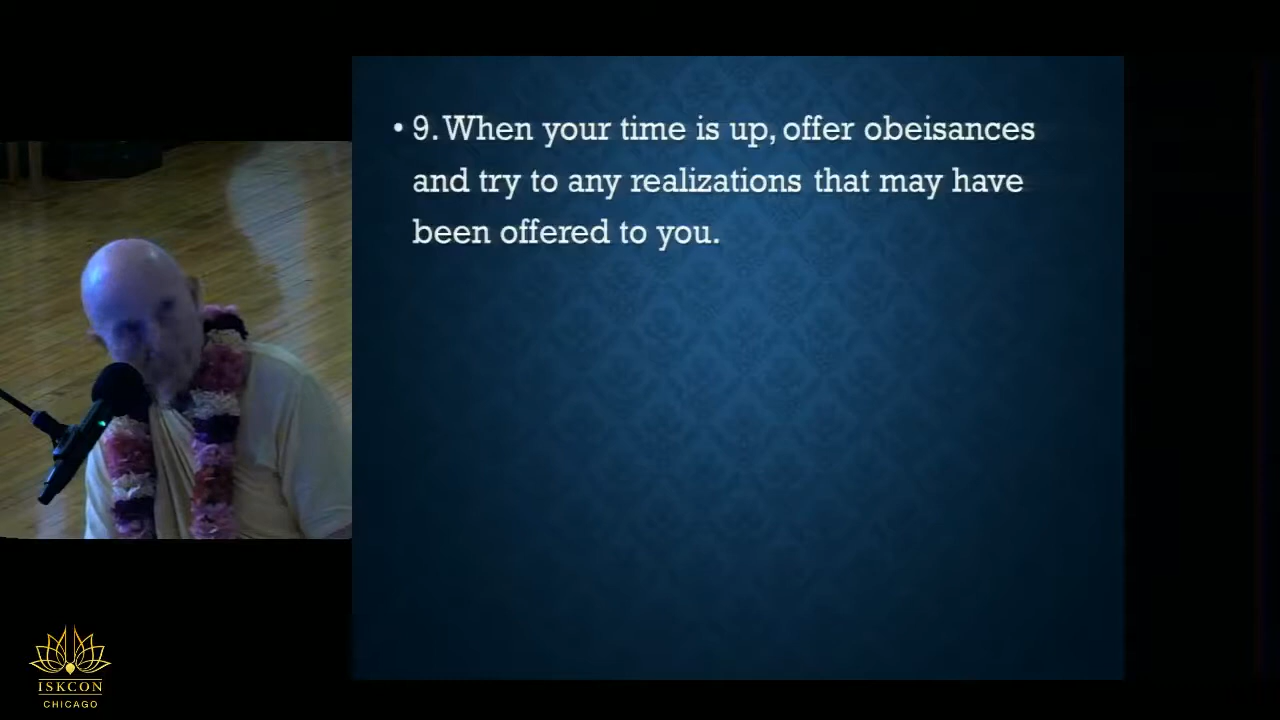 • 9. When your time is up, offer obeisances
and try to any realizations that may have
been offered to you.
ISKCON
CHICAGO